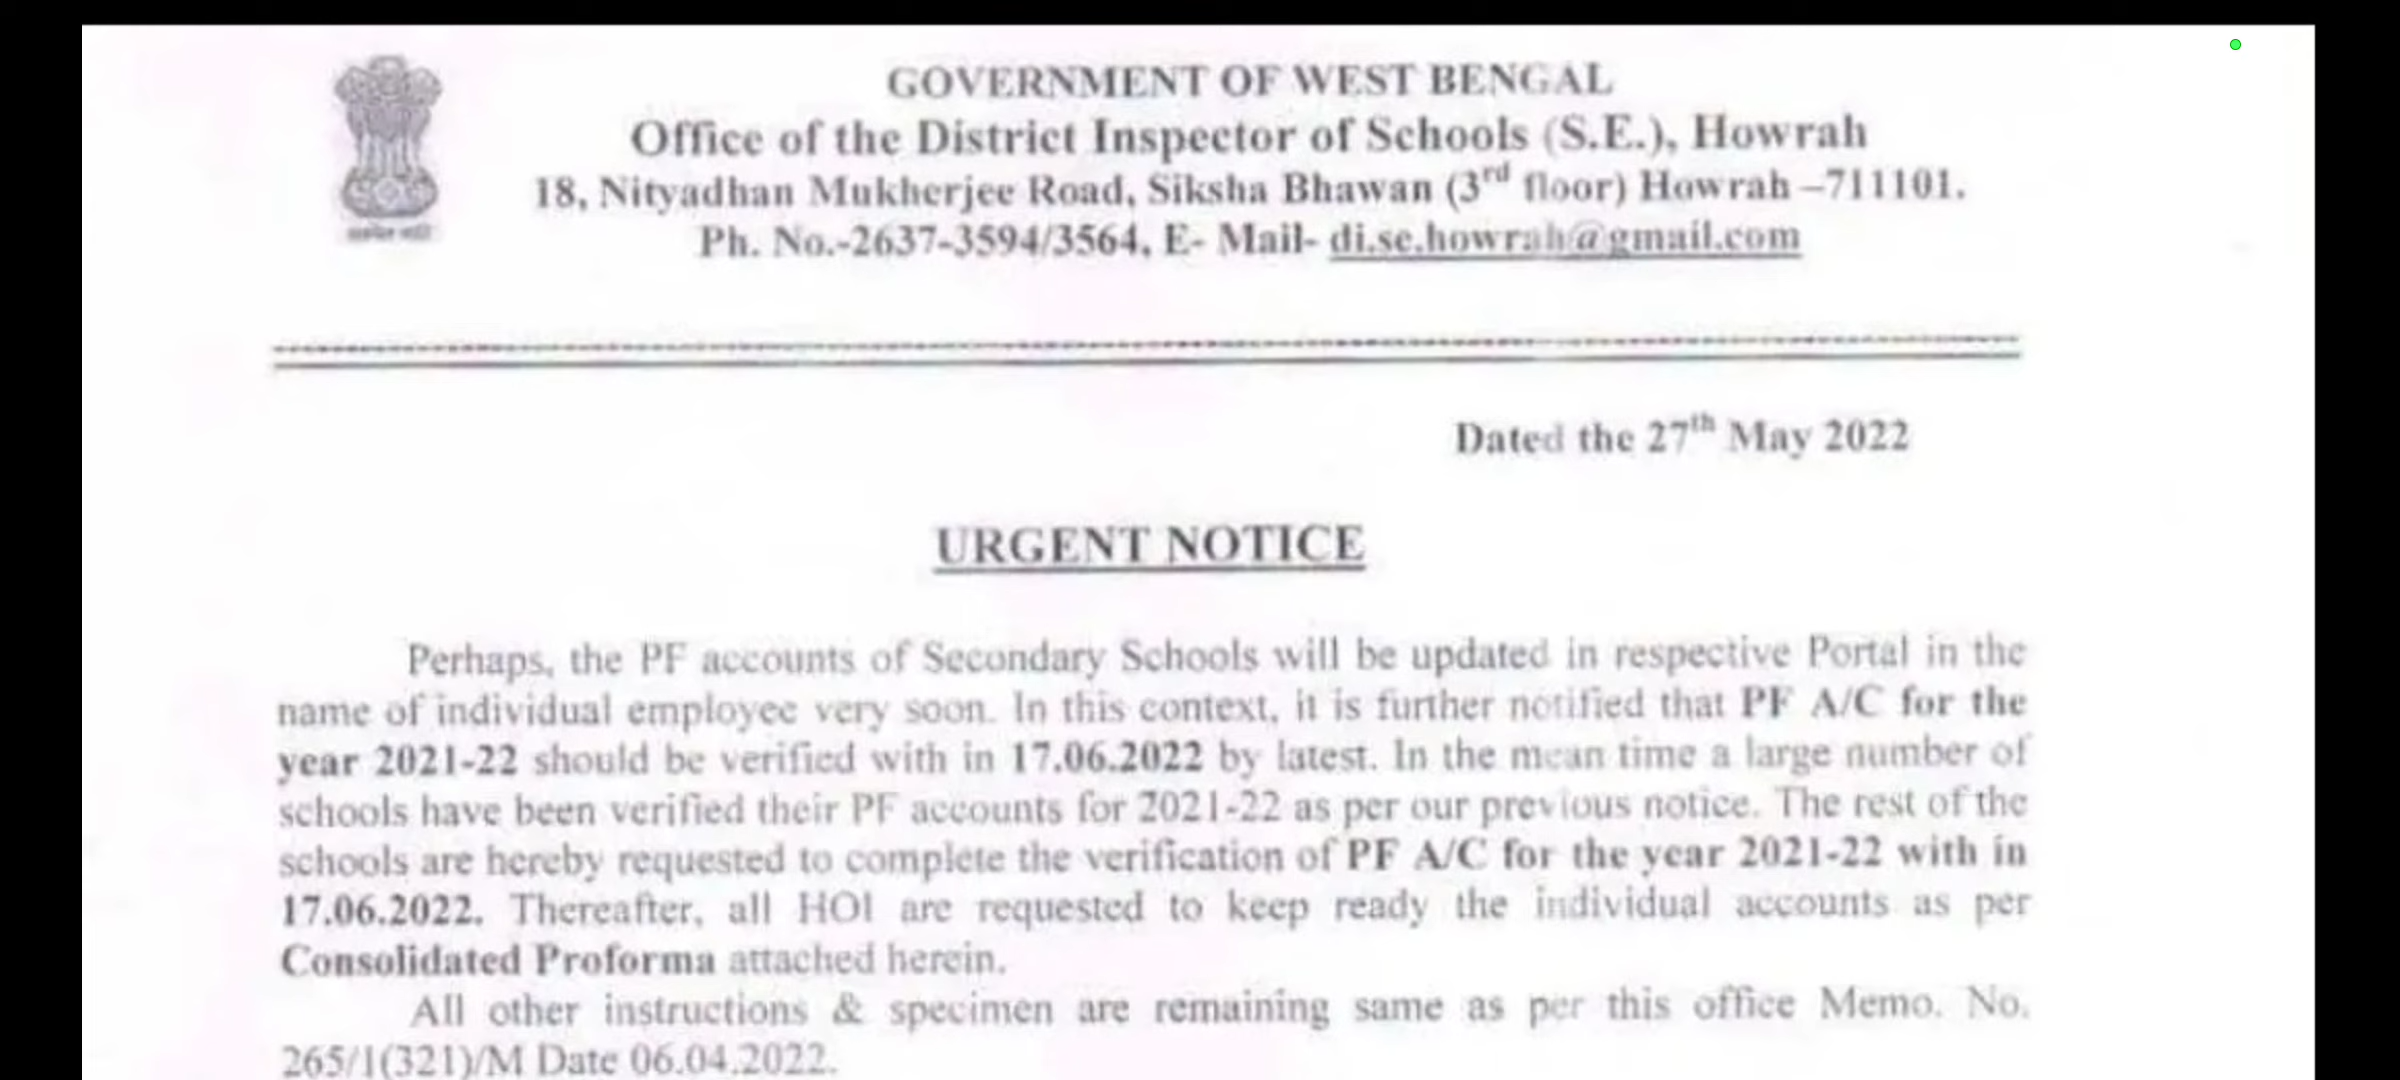 GOVERNMENT OF WEST BENGAL
Office of the District Inspector of Schools (S.E.), Howrah
18, Nityadhan Mukherjee Road, Siksha Bhawan (3rd floor) Howrah –711101.
Ph. No.-2637-3594/3564, E- Mail- di.se.howrah@gmail.com
Dated the 27th May 2022
URGENT NOTICE
Perhaps, the PF accounts of Secondary Schools will be updated in respective Portal in the
name of individual employee very soon. In this context, it is further notified that PF A/C for the
year 2021-22 should be verified with in 17.06.2022 by latest. In the mean time a large number of
schools have been verified their PF accounts for 2021-22 as per our previous notice. The rest of the
schools are hereby requested to complete the verification of PF A/C for the year 2021-22 with in
17.06.2022. Thereafter, all HOI are requested to keep ready the individual accounts as per
Consolidated Proforma attached herein.
All other instructions & specimen are remaining same as per this office Memo. No.
265/1(321)/M Date 06.04.2022.